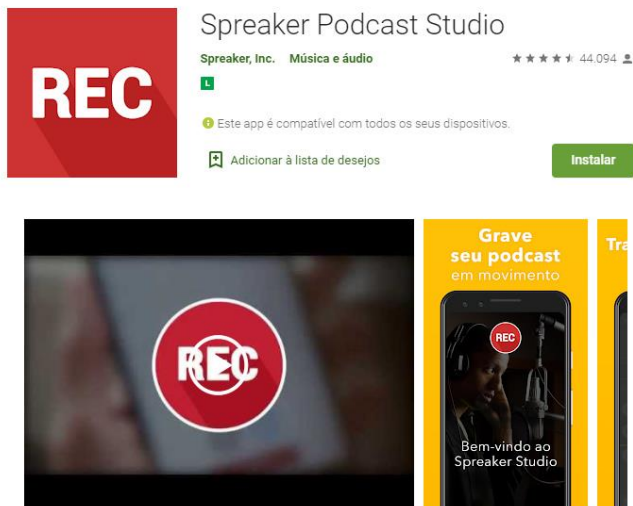 REC
Spreaker Podcast Studio
Spreaker, Inc. Música e áudio
44.094
L
Este app é compatível com todos os seus dispositivos.
Adicionar à lista de desejos
Instalar
REC
Grave
seu podcast
em movimento
REC
Bem-vindo ao
Spreaker Studio